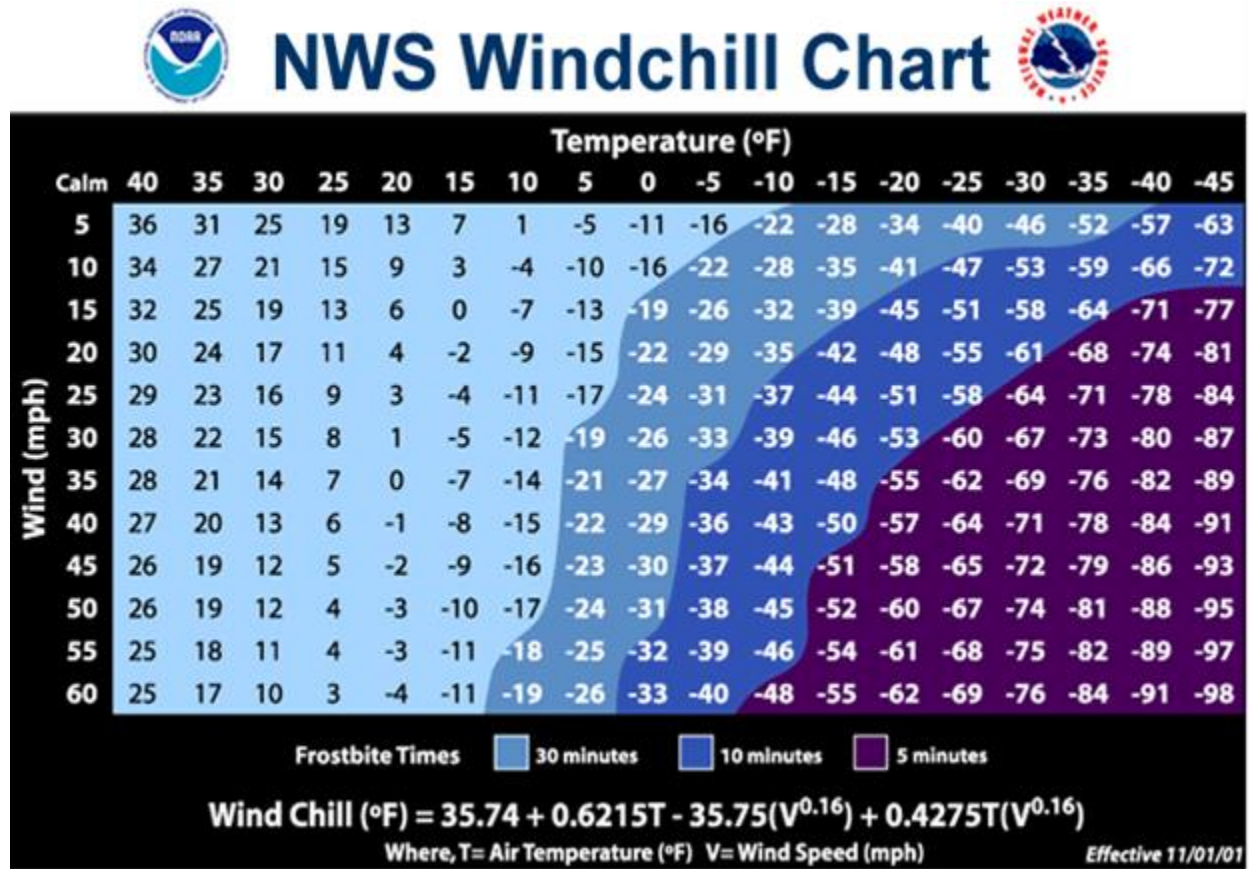 NOAA
NWS Windchill Chart
NATIONAL WEATHER SERVICE
Temperature (ºF)
Calm 40 35 30 25 20 15 10 5 0 -5 -10 -15 -20 -25 -30 -35 -40 -45
Wind (mph)
5 36 31 25 19 13 7 1 -5 -11 -16 -22 -28 -34 -40 -46 -52 -57 -63
10 34 27 21 15 9 3 -4 -10 -16 -22 -28 -35 -41 -47 -53 -59 -66 -72
15 32 25 19 13 6 0 -7 -13 -19 -26 -32 -39 -45 -51 -58 -64 -71 -77
20 30 24 17 11 4 -2 -9 -15 -22 -29 -35 -42 -48 -55 -61 -68 -74 -81
25 29 23 16 9 3 -4 -11 -17 -24 -31 -37 -44 -51 -58 -64 -71 -78 -84
30 28 22 15 8 1 -5 -12 -19 -26 -33 -39 -46 -53 -60 -67 -73 -80 -87
35 28 21 14 7 0 -7 -14 -21 -27 -34 -41 -48 -55 -62 -69 -76 -82 -89
40 27 20 13 6 -1 -8 -15 -22 -29 -36 -43 -50 -57 -64 -71 -78 -84 -91
45 26 19 12 5 -2 -9 -16 -23 -30 -37 -44 -51 -58 -65 -72 -79 -86 -93
50 26 19 12 4 -3 -10 -17 -24 -31 -38 -45 -52 -60 -67 -74 -81 -88 -95
55 25 18 11 4 -3 -11 -18 -25 -32 -39 -46 -54 -61 -68 -75 -82 -89 -97
60 25 17 10 3 -4 -11 -19 -26 -33 -40 -48 -55 -62 -69 -76 -84 -91 -98
Frostbite Times 30 minutes 10 minutes 5 minutes
Wind Chill (ºF) = 35.74 + 0.6215T - 35.75(V^0.16) + 0.4275T(V^0.16)
Where, T= Air Temperature (ºF) V= Wind Speed (mph)
Effective 11/01/01